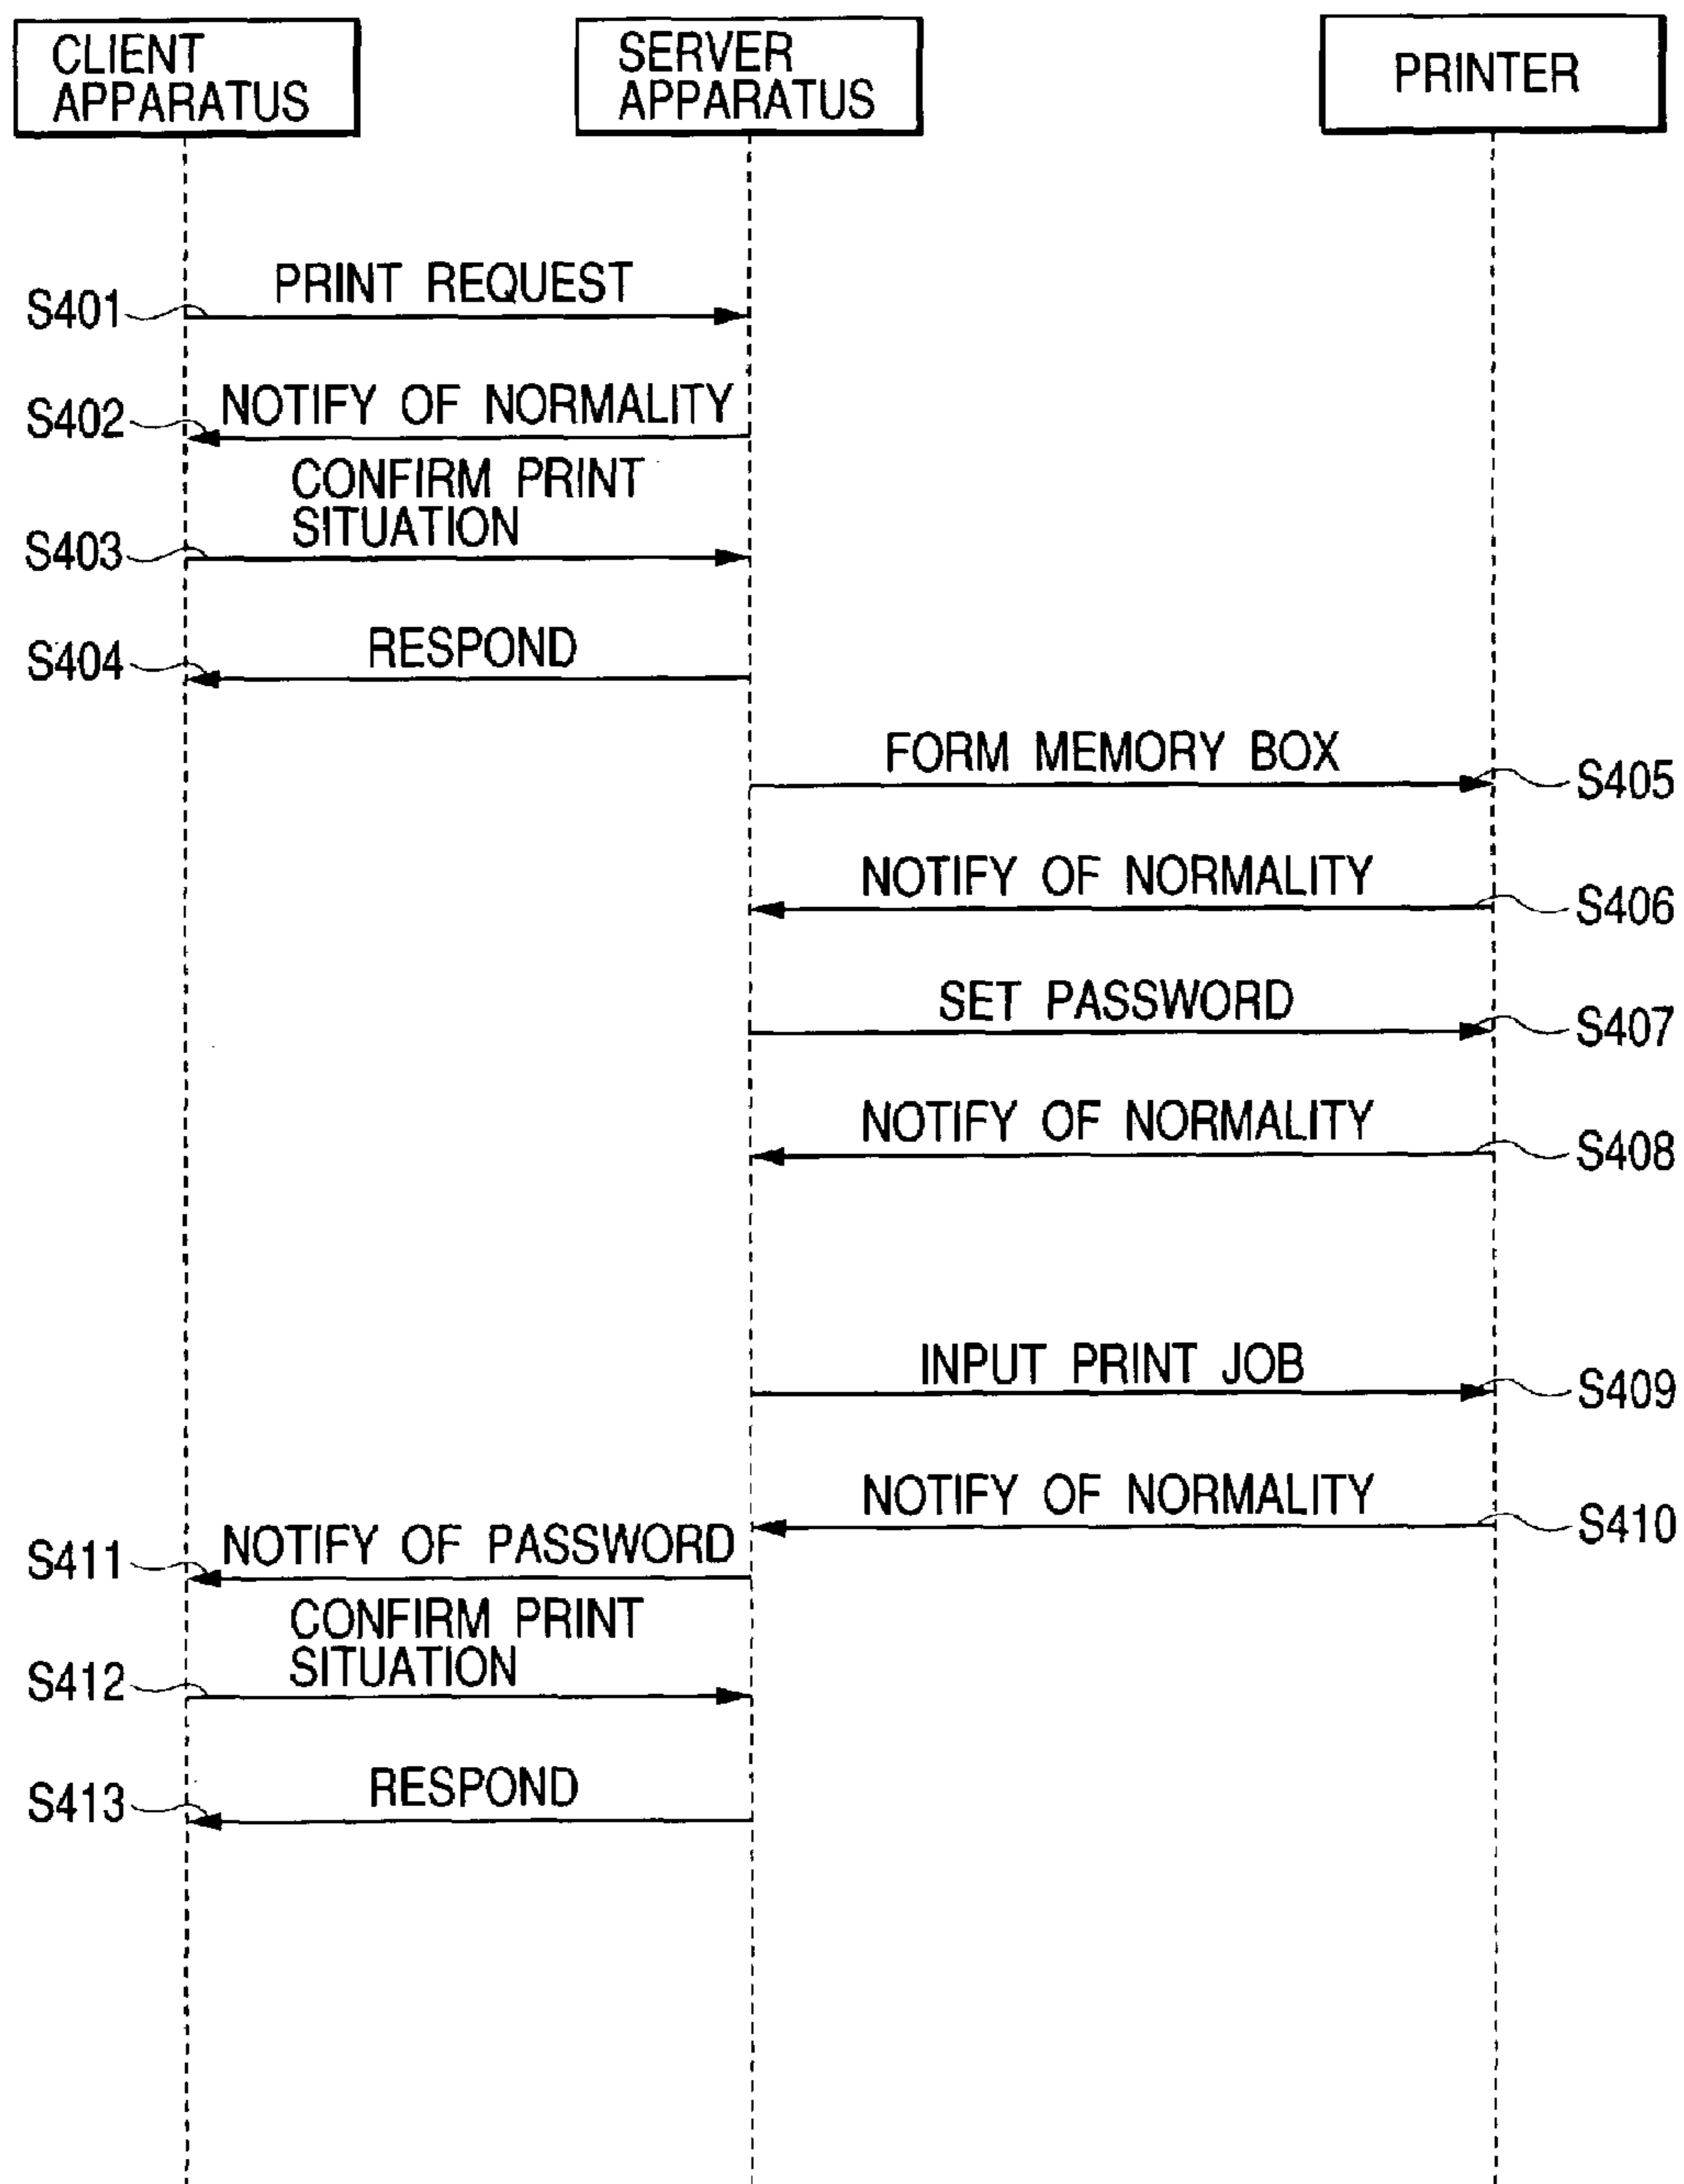 CLIENT
APPARATUS
SERVER
APPARATUS
PRINTER
PRINT REQUEST
S401
NOTIFY OF NORMALITY
S402
CONFIRM PRINT
SITUATION
S403
RESPOND
S404
FORM MEMORY BOX
S405
NOTIFY OF NORMALITY
S406
SET PASSWORD
S407
NOTIFY OF NORMALITY
S408
INPUT PRINT JOB
S409
NOTIFY OF NORMALITY
S410
NOTIFY OF PASSWORD
S411
CONFIRM PRINT
SITUATION
S412
RESPOND
S413